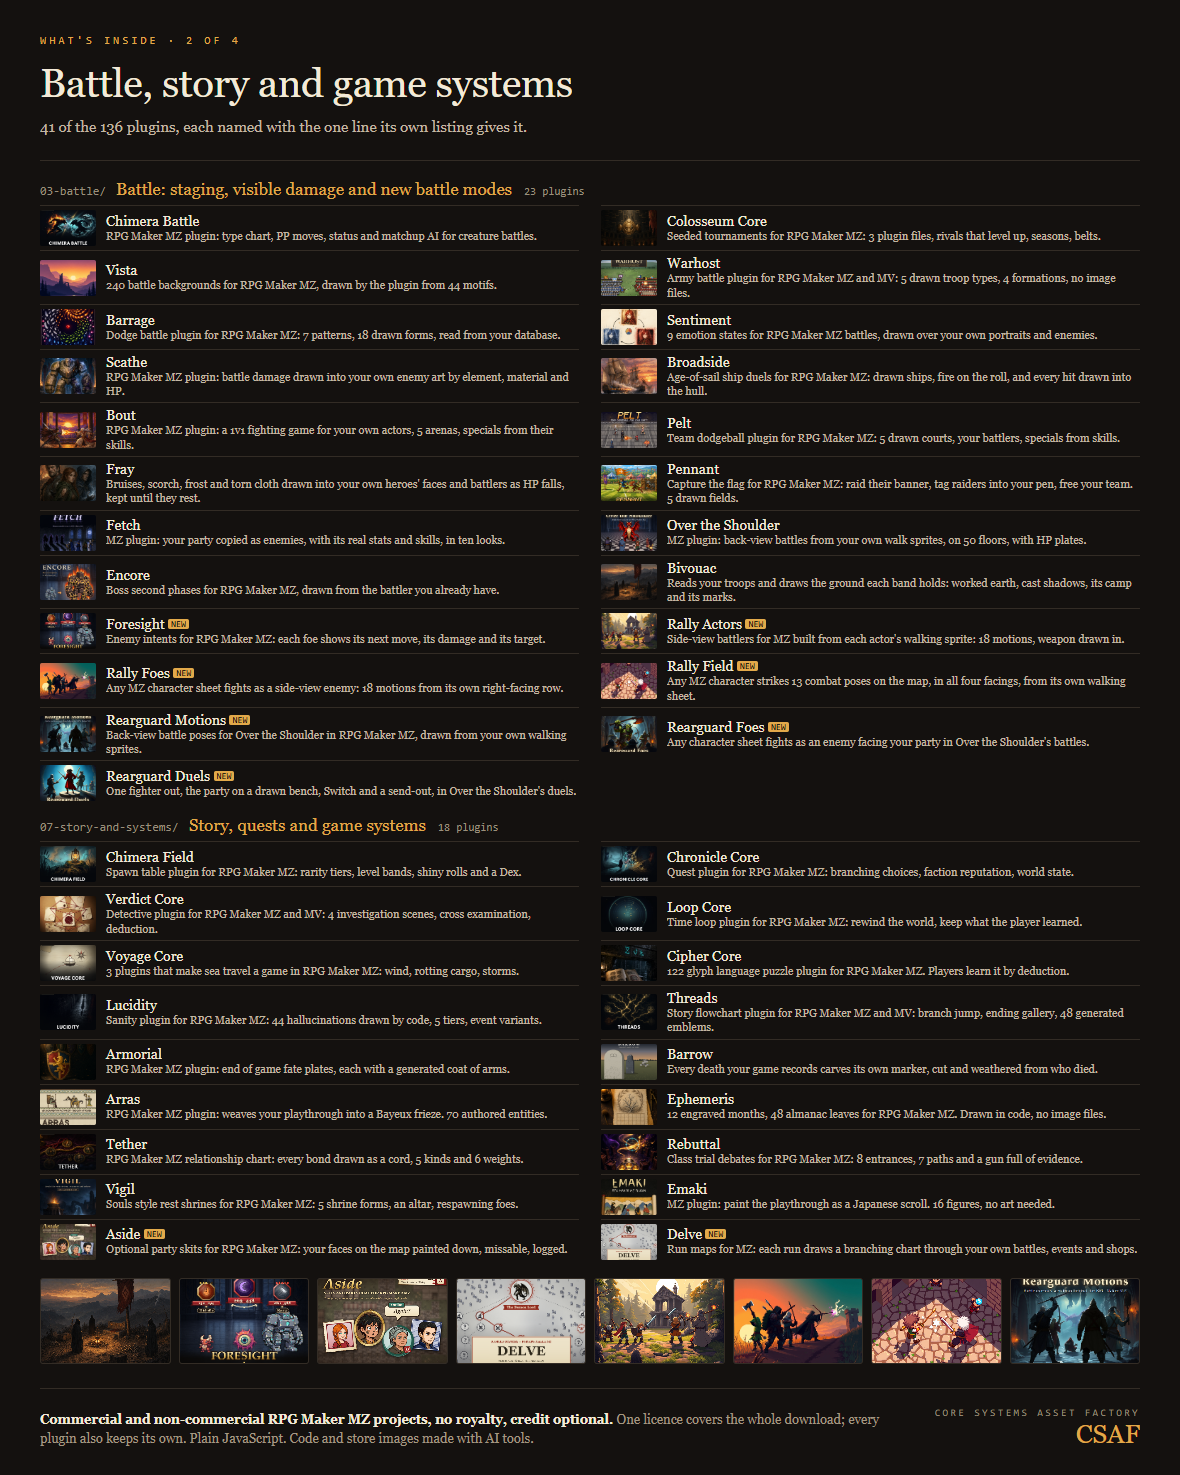 WHAT'S INSIDE · 2 OF 4
Battle, story and game systems
41 of the 136 plugins, each named with the one line its own listing gives it.
03-battle/ Battle: staging, visible damage and new battle modes 23 plugins
CHIMERA BATTLE
Chimera Battle
RPG Maker MZ plugin: type chart, PP moves, status and matchup AI for creature battles.
Colosseum Core
Seeded tournaments for RPG Maker MZ: 3 plugin files, rivals that level up, seasons, belts.
Vista
240 battle backgrounds for RPG Maker MZ, drawn by the plugin from 44 motifs.
WARHOST
Warhost
Army battle plugin for RPG Maker MZ and MV: 5 drawn troop types, 4 formations, no image
files.
Barrage
Dodge battle plugin for RPG Maker MZ: 7 patterns, 18 drawn forms, read from your database.
Sentiment
9 emotion states for RPG Maker MZ battles, drawn over your own portraits and enemies.
Scathe
RPG Maker MZ plugin: battle damage drawn into your own enemy art by element, material and
HP.
Broadside
Age-of-sail ship duels for RPG Maker MZ: drawn ships, fire on the roll, and every hit drawn into
the hull.
Bout
RPG Maker MZ plugin: a 1v1 fighting game for your own actors, 5 arenas, specials from their
skills.
PELT
Pelt
Team dodgeball plugin for RPG Maker MZ: 5 drawn courts, your battlers, specials from skills.
Fray
Bruises, scorch, frost and torn cloth drawn into your own heroes' faces and battlers as HP falls,
kept until they rest.
PENNANT
Pennant
Capture the flag for RPG Maker MZ: raid their banner, tag raiders into your pen, free your team.
5 drawn fields.
FETCH
Fetch
MZ plugin: your party copied as enemies, with its real stats and skills, in ten looks.
OVER THE SHOULDER
Over the Shoulder
MZ plugin: back-view battles from your own walk sprites, on 50 floors, with HP plates.
ENCORE
Encore
Boss second phases for RPG Maker MZ, drawn from the battler you already have.
Bivouac
Reads your troops and draws the ground each band holds: worked earth, cast shadows, its camp
and its marks.
FORESIGHT
Foresight NEW
Enemy intents for RPG Maker MZ: each foe shows its next move, its damage and its target.
Rally Actors NEW
Side-view battlers for MZ built from each actor's walking sprite: 18 motions, weapon drawn in.
Rally Foes NEW
Any MZ character sheet fights as a side-view enemy: 18 motions from its own right-facing row.
Rally Field NEW
Any MZ character strikes 13 combat poses on the map, in all four facings, from its own walking
sheet.
Rearguard Motions
Rearguard Motions NEW
Back-view battle poses for Over the Shoulder in RPG Maker MZ, drawn from your own walking
sprites.
Rearguard Foes
Rearguard Foes NEW
Any character sheet fights as an enemy facing your party in Over the Shoulder's battles.
Rearguard Duels
Rearguard Duels NEW
One fighter out, the party on a drawn bench, Switch and a send-out, in Over the Shoulder's duels.
07-story-and-systems/ Story, quests and game systems 18 plugins
CHIMERA FIELD
Chimera Field
Spawn table plugin for RPG Maker MZ: rarity tiers, level bands, shiny rolls and a Dex.
CHRONICLE CORE
Chronicle Core
Quest plugin for RPG Maker MZ: branching choices, faction reputation, world state.
Verdict Core
Detective plugin for RPG Maker MZ and MV: 4 investigation scenes, cross examination,
deduction.
LOOP CORE
Loop Core
Time loop plugin for RPG Maker MZ: rewind the world, keep what the player learned.
VOYAGE CORE
Voyage Core
3 plugins that make sea travel a game in RPG Maker MZ: wind, rotting cargo, storms.
Cipher Core
122 glyph language puzzle plugin for RPG Maker MZ. Players learn it by deduction.
LUCIDITY
Lucidity
Sanity plugin for RPG Maker MZ: 44 hallucinations drawn by code, 5 tiers, event variants.
THREADS
Threads
Story flowchart plugin for RPG Maker MZ and MV: branch jump, ending gallery, 48 generated
emblems.
Armorial
RPG Maker MZ plugin: end of game fate plates, each with a generated coat of arms.
Barrow
Every death your game records carves its own marker, cut and weathered from who died.
ARRAS
Arras
RPG Maker MZ plugin: weaves your playthrough into a Bayeux frieze. 70 authored entities.
Ephemeris
12 engraved months, 48 almanac leaves for RPG Maker MZ. Drawn in code, no image files.
TETHER
Tether
RPG Maker MZ relationship chart: every bond drawn as a cord, 5 kinds and 6 weights.
Rebuttal
Class trial debates for RPG Maker MZ: 8 entrances, 7 paths and a gun full of evidence.
VIGIL
Vigil
Souls style rest shrines for RPG Maker MZ: 5 shrine forms, an altar, respawning foes.
EMAKI
Emaki
MZ plugin: paint the playthrough as a Japanese scroll. 16 figures, no art needed.
Aside
Aside NEW
Optional party skits for RPG Maker MZ: your faces on the map painted down, missable, logged.
DELVE
Delve NEW
Run maps for MZ: each run draws a branching chart through your own battles, events and shops.
FORESIGHT
Aside
Again!
DELVE
Rearguard Motions
Commercial and non-commercial RPG Maker MZ projects, no royalty, credit optional. One licence covers the whole download; every
plugin also keeps its own. Plain JavaScript. Code and store images made with AI tools.
CORE SYSTEMS ASSET FACTORY
CSAF